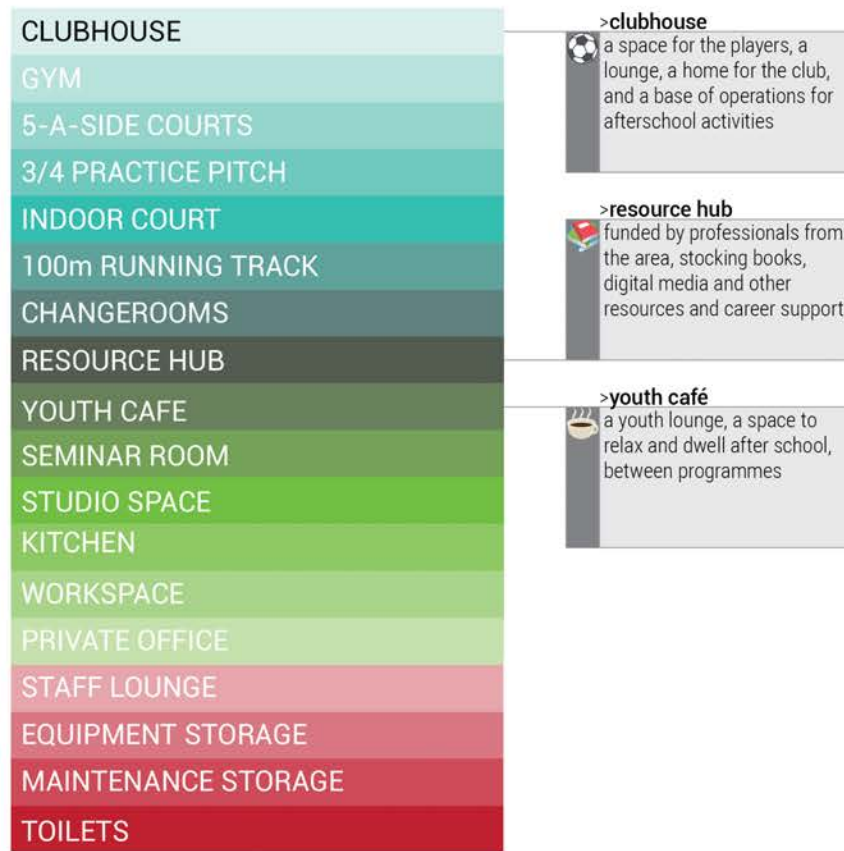 CLUBHOUSE
GYM
5-A-SIDE COURTS
3/4 PRACTICE PITCH
INDOOR COURT
100m RUNNING TRACK
CHANGEROOMS
RESOURCE HUB
YOUTH CAFE
SEMINAR ROOM
STUDIO SPACE
KITCHEN
WORKSPACE
PRIVATE OFFICE
STAFF LOUNGE
EQUIPMENT STORAGE
MAINTENANCE STORAGE
TOILETS
>clubhouse
a space for the players, a
lounge, a home for the club,
and a base of operations for
afterschool activities
>resource hub
funded by professionals from
the area, stocking books,
digital media and other
resources and career support
>youth café
a youth lounge, a space to
relax and dwell after school,
between programmes